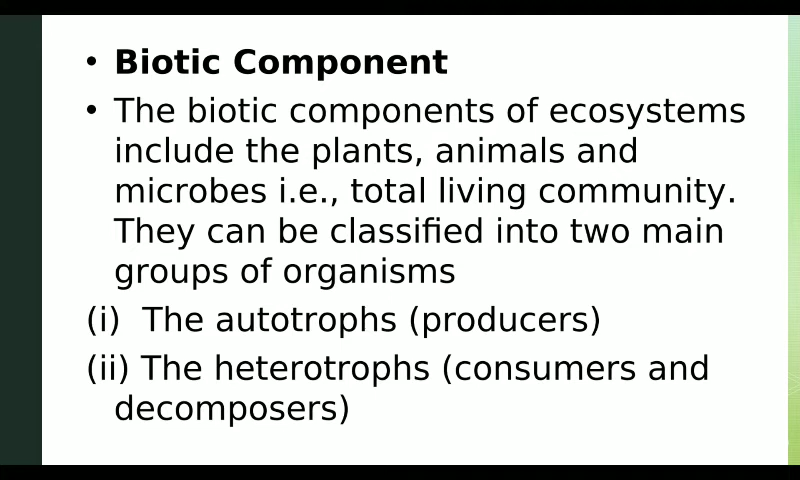 • Biotic Component
• The biotic components of ecosystems
include the plants, animals and
microbes i.e., total living community.
They can be classified into two main
groups of organisms
(i) The autotrophs (producers)
(ii) The heterotrophs (consumers and
decomposers)